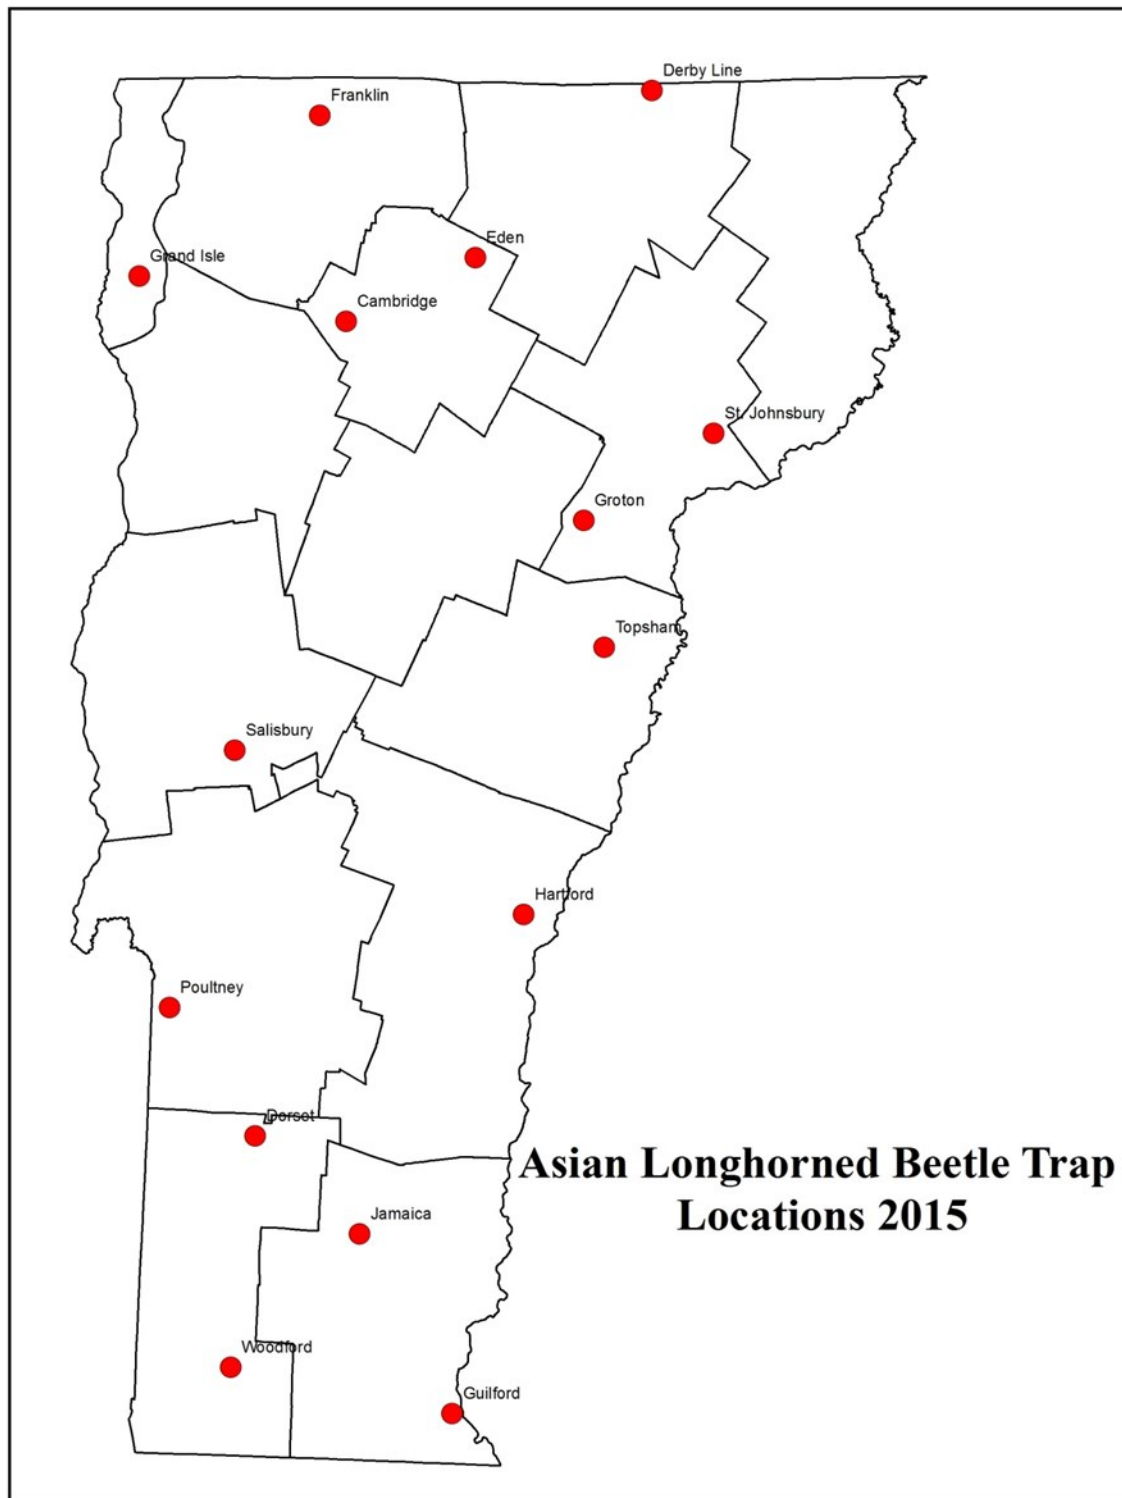 Derby Line
Franklin
Eden
Grand Isle
Cambridge
St. Johnsbury
Groton
Topsham
Salisbury
Hartford
Poultney
Dorset
Asian Longhorned Beetle Trap
Locations 2015
Jamaica
Woodford
Guilford